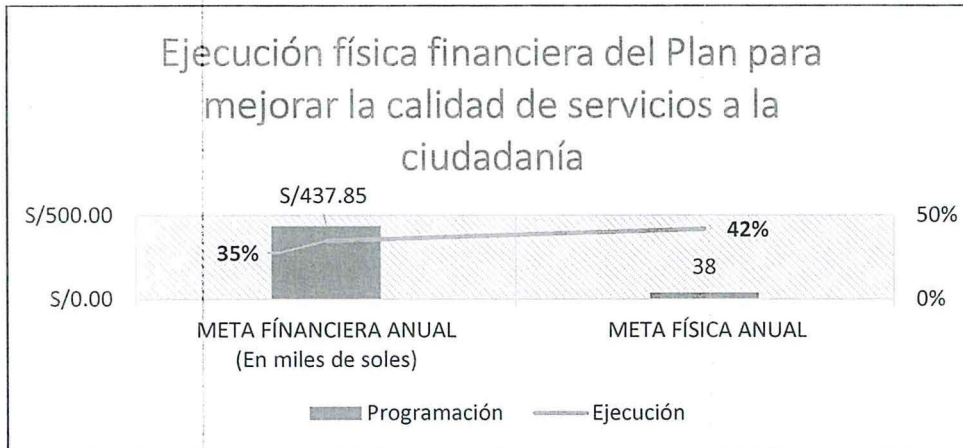 Ejecución física financiera del Plan para
mejorar la calidad de servicios a la
ciudadanía
S/437.85
S/500.00
50%
35%
42%
38
S/0.00
0%
META FÍNANCIERA ANUAL
(En miles de soles)
META FÍSICA ANUAL
Programación
Ejecución